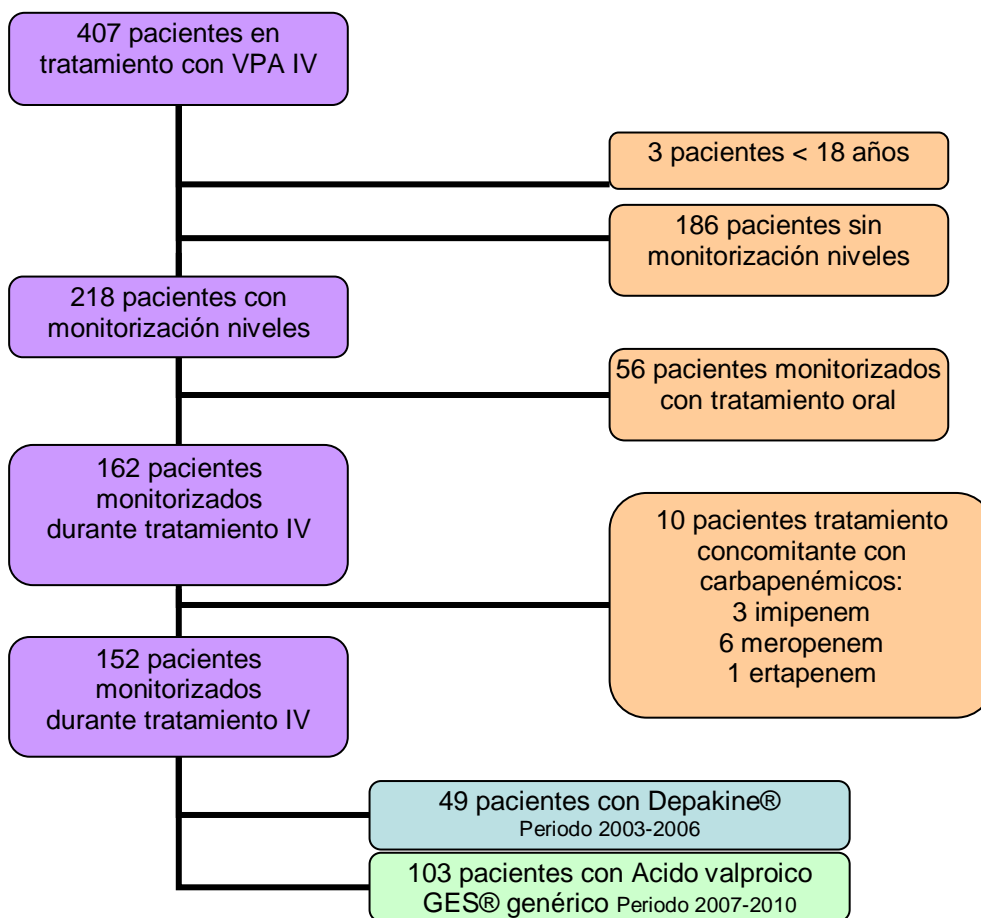 407 pacientes en
tratamiento con VPA IV
3 pacientes < 18 años
186 pacientes sin
monitorización niveles
218 pacientes con
monitorización niveles
56 pacientes monitorizados
con tratamiento oral
162 pacientes
monitorizados
durante tratamiento IV
10 pacientes tratamiento
concomitante con
carbapenémicos:
3 imipenem
6 meropenem
1 ertapenem
152 pacientes
monitorizados
durante tratamiento IV
49 pacientes con Depakine®
Periodo 2003-2006
103 pacientes con Acido valproico
GES® genérico Periodo 2007-2010